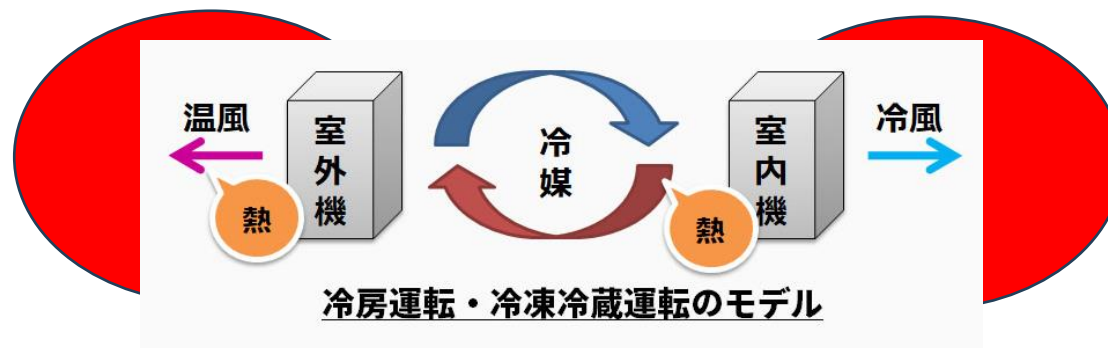 温風
熱
室外機
冷媒
熱
室内機
冷風
冷房運転・冷凍冷蔵運転のモデル